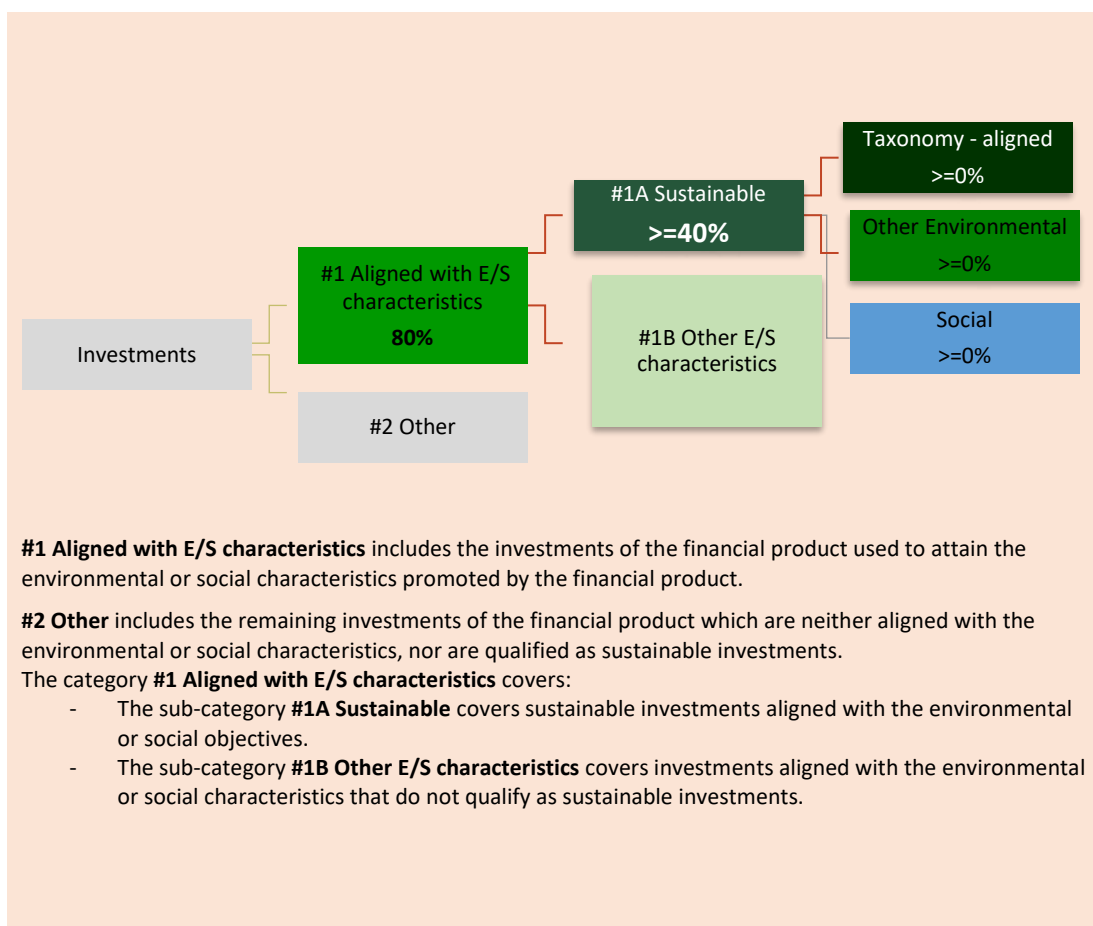 Taxonomy - aligned
>=0%
#1A Sustainable
>=40%
Other Environmental
>=0%
#1 Aligned with E/S
characteristics
80%
Social
>=0%
Investments
#1B Other E/S
characteristics
#2 Other
#1 Aligned with E/S characteristics includes the investments of the financial product used to attain the
environmental or social characteristics promoted by the financial product.
#2 Other includes the remaining investments of the financial product which are neither aligned with the
environmental or social characteristics, nor are qualified as sustainable investments.
The category #1 Aligned with E/S characteristics covers:
- The sub-category #1A Sustainable covers sustainable investments aligned with the environmental
or social objectives.
- The sub-category #1B Other E/S characteristics covers investments aligned with the environmental
or social characteristics that do not qualify as sustainable investments.